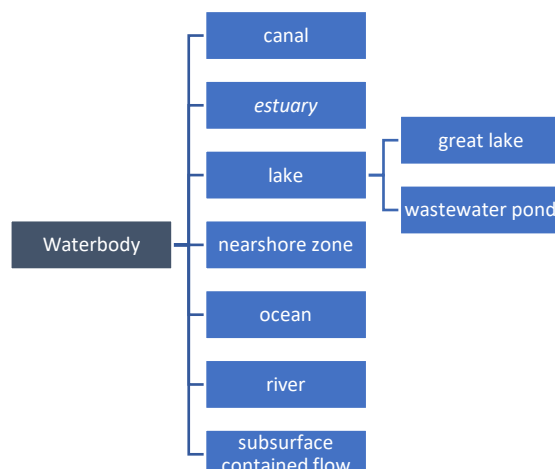 canal
estuary
lake
great lake
wastewater pond
Waterbody
nearshore zone
ocean
river
subsurface
contained flow